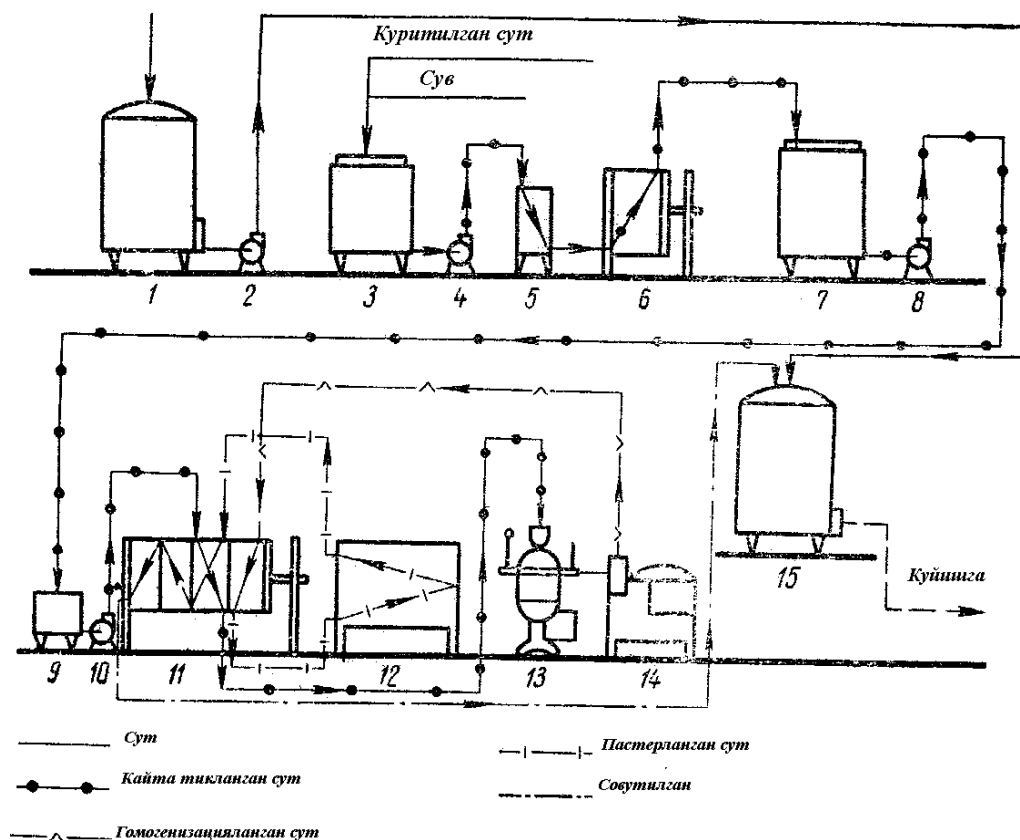 Куритилган сут
Сув
1 2 3 4 5 6 7 8
15
Куйишга
9 10 11 12 13 14
Сут
Пастерланган сут
Кайта тикланган сут
Совутилган
Гомогенизацияланган сут